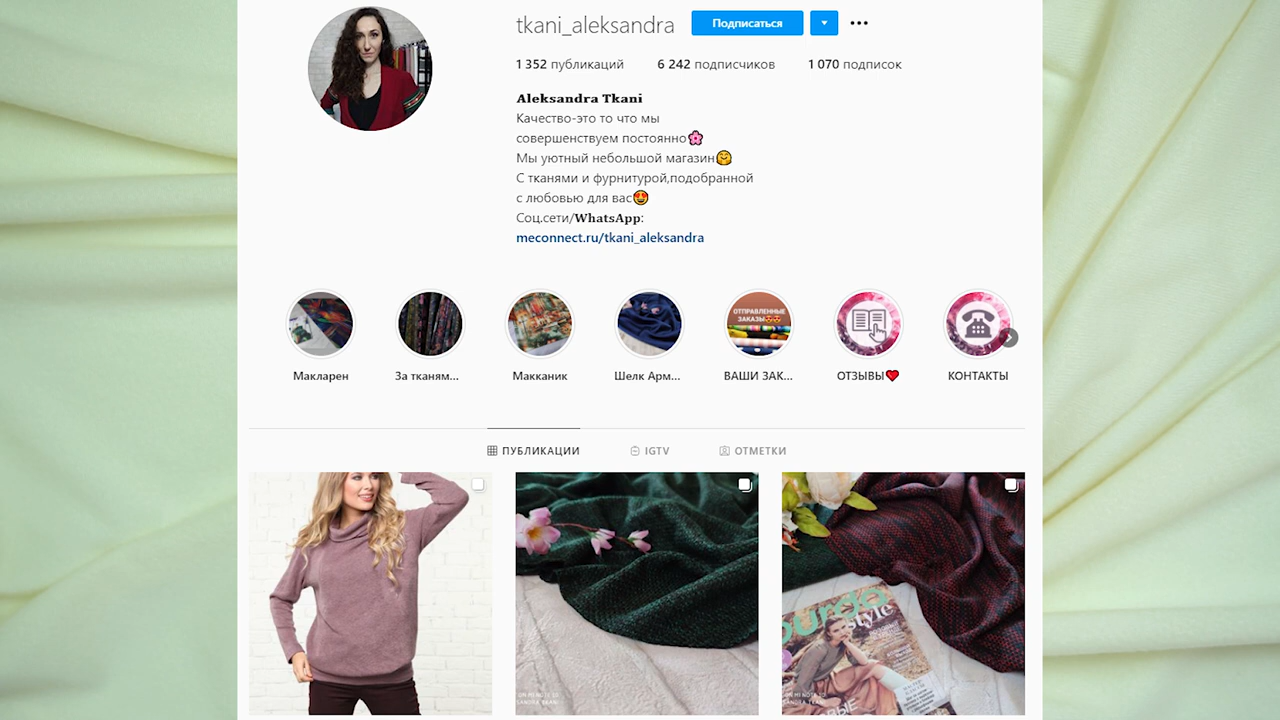 tkani_aleksandra
Подписаться
1 352 публикаций
6 242 подписчиков
1 070 подписок
Aleksandra Tkani
Качество-это то что мы
совершенствуем постоянно🌸
Мы уютный небольшой магазин🤗
С тканями и фурнитурой,подобранной
с любовью для вас😍
Соц.сети/WhatsApp:
meconnect.ru/tkani_aleksandra
ОТПРАВЛЕННЫЕ
ЗАКАЗЫ😍😍
Макларен
За тканям...
Макканик
Шелк Арм...
ВАШИ ЗАК...
ОТЗЫВЫ❤
КОНТАКТЫ
ПУБЛИКАЦИИ
IGTV
ОТМЕТКИ
burda
style